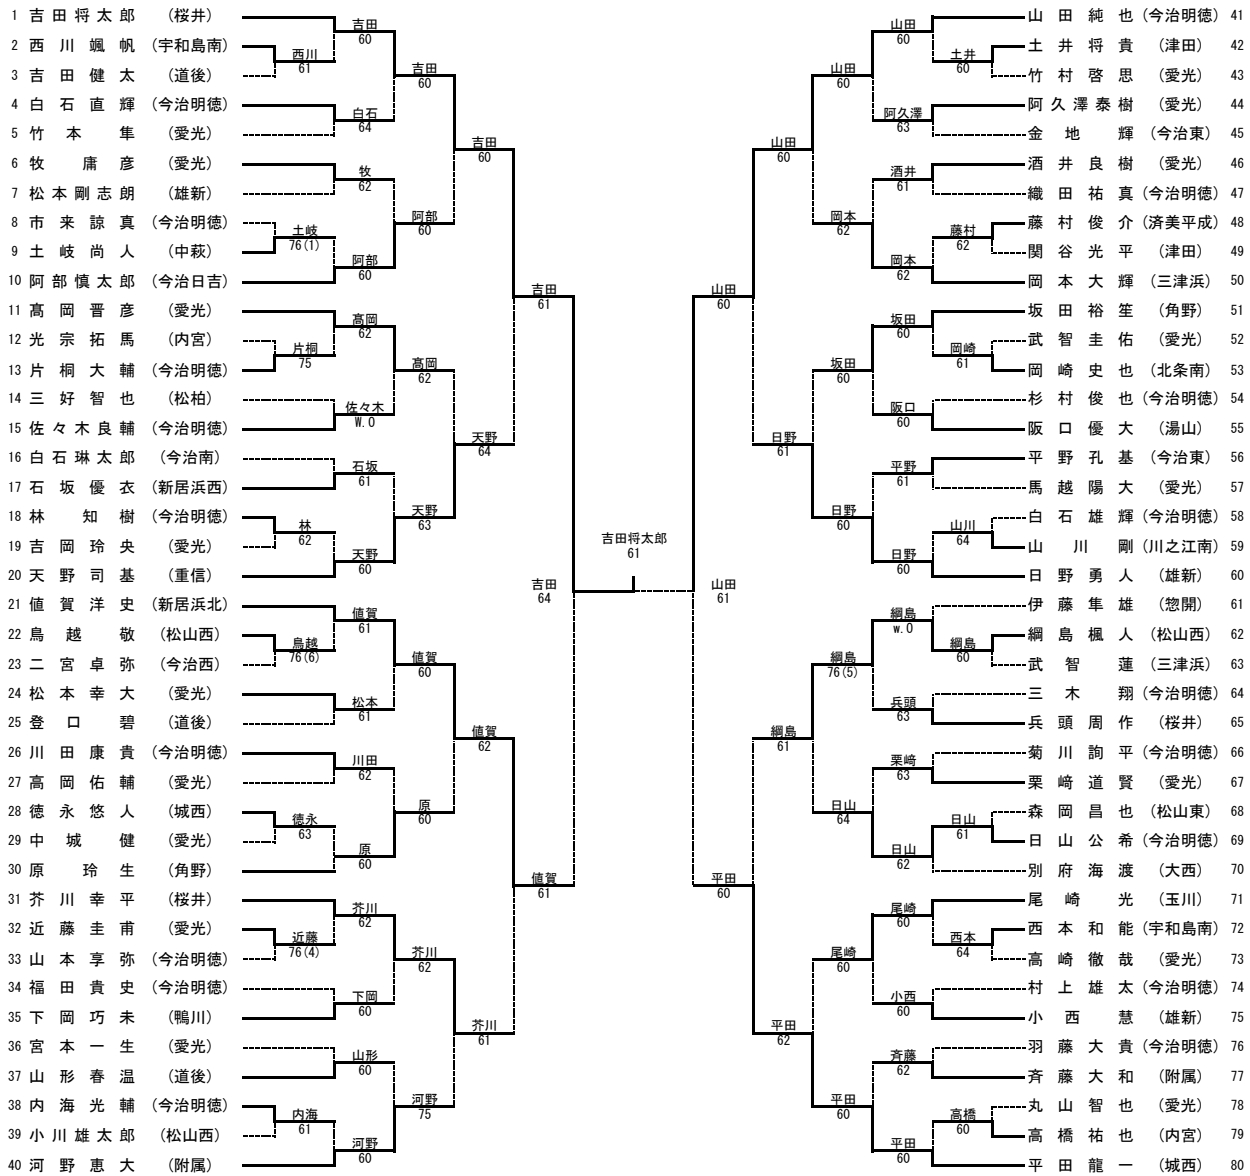 1 吉田将太郎 (桜井)
2 西川颯帆 (宇和島南)
3 吉田健太 (道後)
4 白石直輝 (今治明徳)
5 竹本隼 (愛光)
6 牧庸彦 (愛光)
7 松本剛志朗 (雄新)
8 市来諒真 (今治明徳)
9 土岐尚人 (中萩)
10 阿部慎太郎 (今治日吉)
11 髙岡晋彦 (愛光)
12 光宗拓馬 (内宮)
13 片桐大輔 (今治明徳)
14 三好智也 (松柏)
15 佐々木良輔 (今治明徳)
16 白石琳太郎 (今治南)
17 石坂優衣 (新居浜西)
18 林知樹 (今治明徳)
19 吉岡玲央 (愛光)
20 天野司基 (重信)
21 値賀洋史 (新居浜北)
22 鳥越敬 (松山西)
23 二宮卓弥 (今治西)
24 松本幸大 (愛光)
25 登口碧 (道後)
26 川田康貴 (今治明徳)
27 高岡佑輔 (愛光)
28 徳永悠人 (城西)
29 中城健 (愛光)
30 原玲生 (角野)
31 芥川幸平 (桜井)
32 近藤圭甫 (愛光)
33 山本享弥 (今治明徳)
34 福田貴史 (今治明徳)
35 下岡巧未 (鴨川)
36 宮本一生 (愛光)
37 山形春温 (道後)
38 内海光輔 (今治明徳)
39 小川雄太郎 (松山西)
40 河野恵大 (附属)
西川
61
土岐
76(1)
片桐
75
林
62
鳥越
76(6)
徳永
63
近藤
76(4)
内海
61
吉田
60
白石
64
牧
62
阿部
60
髙岡
62
佐々木
W.O
石坂
61
天野
60
値賀
61
松本
61
川田
62
原
60
芥川
62
下岡
60
山形
60
河野
60
吉田
60
阿部
60
髙岡
62
天野
63
値賀
60
原
60
芥川
62
河野
75
吉田
60
天野
64
値賀
62
芥川
61
吉田
61
値賀
61
吉田
64
吉田将太郎
61
山田
61
山田
60
平田
60
山田
60
日野
61
綱島
61
平田
62
山田
60
岡本
62
坂田
60
日野
60
綱島
76(5)
日山
64
尾崎
60
平田
60
山田
60
阿久澤
63
酒井
61
岡本
62
坂田
60
阪口
60
平野
61
日野
60
綱島
w.O
兵頭
63
栗﨑
63
日山
62
尾崎
60
小西
60
斉藤
62
平田
60
土井
60
藤村
62
岡崎
61
山川
64
綱島
60
日山
61
西本
64
高橋
60
山田純也 (今治明徳) 41
土井将貴 (津田) 42
竹村啓思 (愛光) 43
阿久澤泰樹 (愛光) 44
金地輝 (今治東) 45
酒井良樹 (愛光) 46
織田祐真 (今治明徳) 47
藤村俊介 (済美平成) 48
関谷光平 (津田) 49
岡本大輝 (三津浜) 50
坂田裕笙 (角野) 51
武智圭佑 (愛光) 52
岡崎史也 (北条南) 53
杉村俊也 (今治明徳) 54
阪口優大 (湯山) 55
平野孔基 (今治東) 56
馬越陽大 (愛光) 57
白石雄輝 (今治明徳) 58
山川剛 (川之江南) 59
日野勇人 (雄新) 60
伊藤隼雄 (惣開) 61
綱島楓人 (松山西) 62
武智蓮 (三津浜) 63
三木翔 (今治明徳) 64
兵頭周作 (桜井) 65
菊川詢平 (今治明徳) 66
栗﨑道賢 (愛光) 67
森岡昌也 (松山東) 68
日山公希 (今治明徳) 69
別府海渡 (大西) 70
尾崎光 (玉川) 71
西本和能 (宇和島南) 72
高崎徹哉 (愛光) 73
村上雄太 (今治明徳) 74
小西慧 (雄新) 75
羽藤大貴 (今治明徳) 76
斉藤大和 (附属) 77
丸山智也 (愛光) 78
高橋祐也 (内宮) 79
平田龍一 (城西) 80